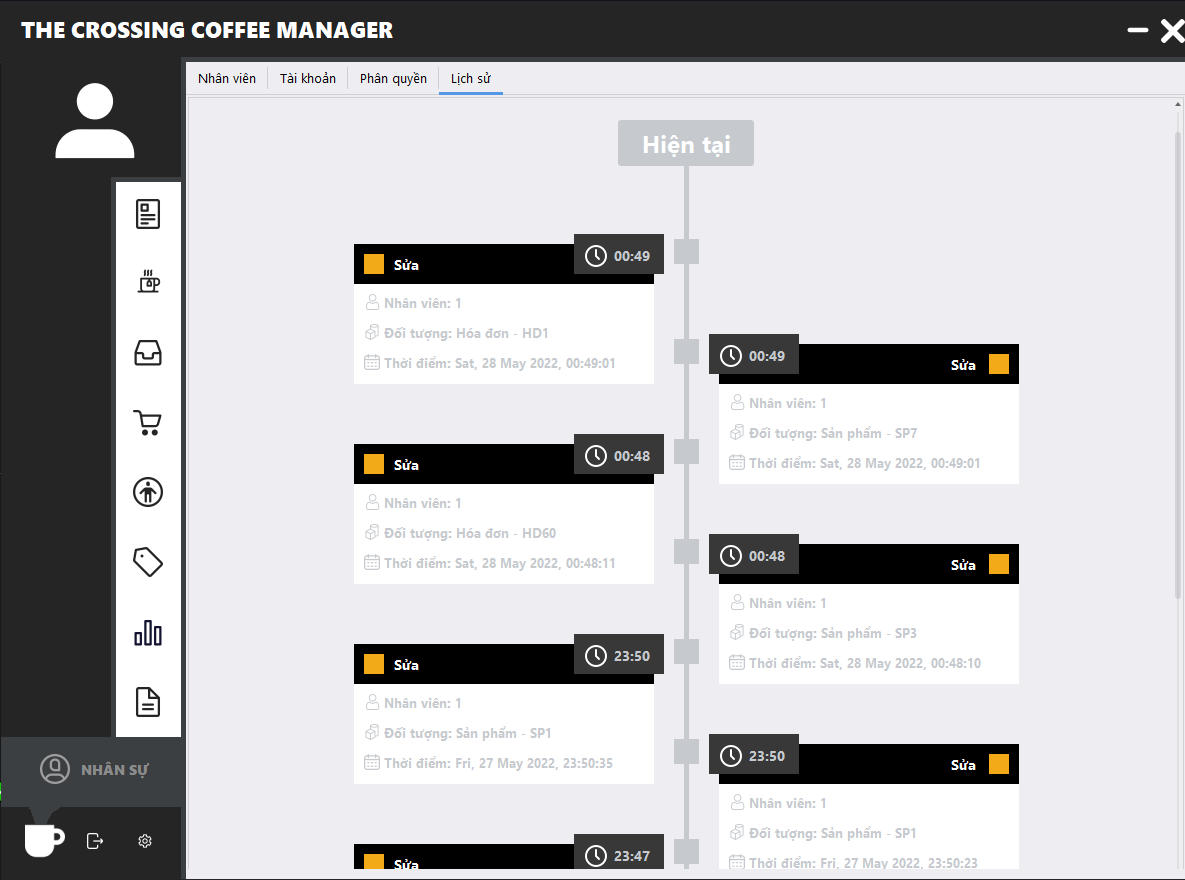 THE CROSSING COFFEE MANAGER
Nhân viên
Tài khoản
Phân quyền
Lịch sử
Hiện tại
Sửa
00:49
Nhân viên: 1
Đối tượng: Hóa đơn - HD1
Thời điểm: Sat, 28 May 2022, 00:49:01
00:49
Sửa
Nhân viên: 1
Đối tượng: Sản phẩm - SP7
Thời điểm: Sat, 28 May 2022, 00:49:01
Sửa
00:48
Nhân viên: 1
Đối tượng: Hóa đơn - HD60
Thời điểm: Sat, 28 May 2022, 00:48:11
00:48
Sửa
Nhân viên: 1
Đối tượng: Sản phẩm - SP3
Thời điểm: Sat, 28 May 2022, 00:48:10
Sửa
23:50
Nhân viên: 1
Đối tượng: Sản phẩm - SP1
Thời điểm: Fri, 27 May 2022, 23:50:35
23:50
Sửa
Nhân viên: 1
Đối tượng: Sản phẩm - SP1
Thời điểm: Fri, 27 May 2022, 23:50:23
Sửa
23:47
NHÂN SỰ